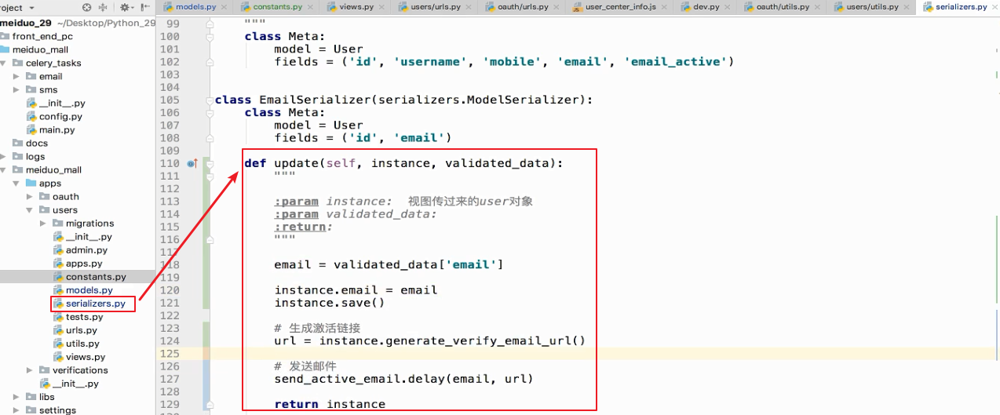 roject
models.py
constants.py
views.py
users/urls.py
oauth/urls.py
user_center_info.js
dev.py
oauth/utils.py
users/utils.py
serializers.py
meiduo_29 ~/Desktop/Python_29
front_end_pc
meiduo_mall
celery_tasks
email
sms
__init__.py
config.py
main.py
docs
logs
meiduo_mall
apps
oauth
users
migrations
__init__.py
admin.py
apps.py
constants.py
models.py
serializers.py
tests.py
urls.py
utils.py
views.py
verifications
__init__.py
libs
settings
99 """
100 class Meta:
101 model = User
102 fields = ('id', 'username', 'mobile', 'email', 'email_active')
103
104
105 class EmailSerializer(serializers.ModelSerializer):
106 class Meta:
107 model = User
108 fields = ('id', 'email')
109
110 def update(self, instance, validated_data):
111 """
112
113 :param instance: 视图传过来的user对象
114 :param validated_data:
115 :return:
116 """
117
118 email = validated_data['email']
119
120 instance.email = email
121 instance.save()
122
123 # 生成激活链接
124 url = instance.generate_verify_email_url()
125
126 # 发送邮件
127 send_active_email.delay(email, url)
128
129 return instance